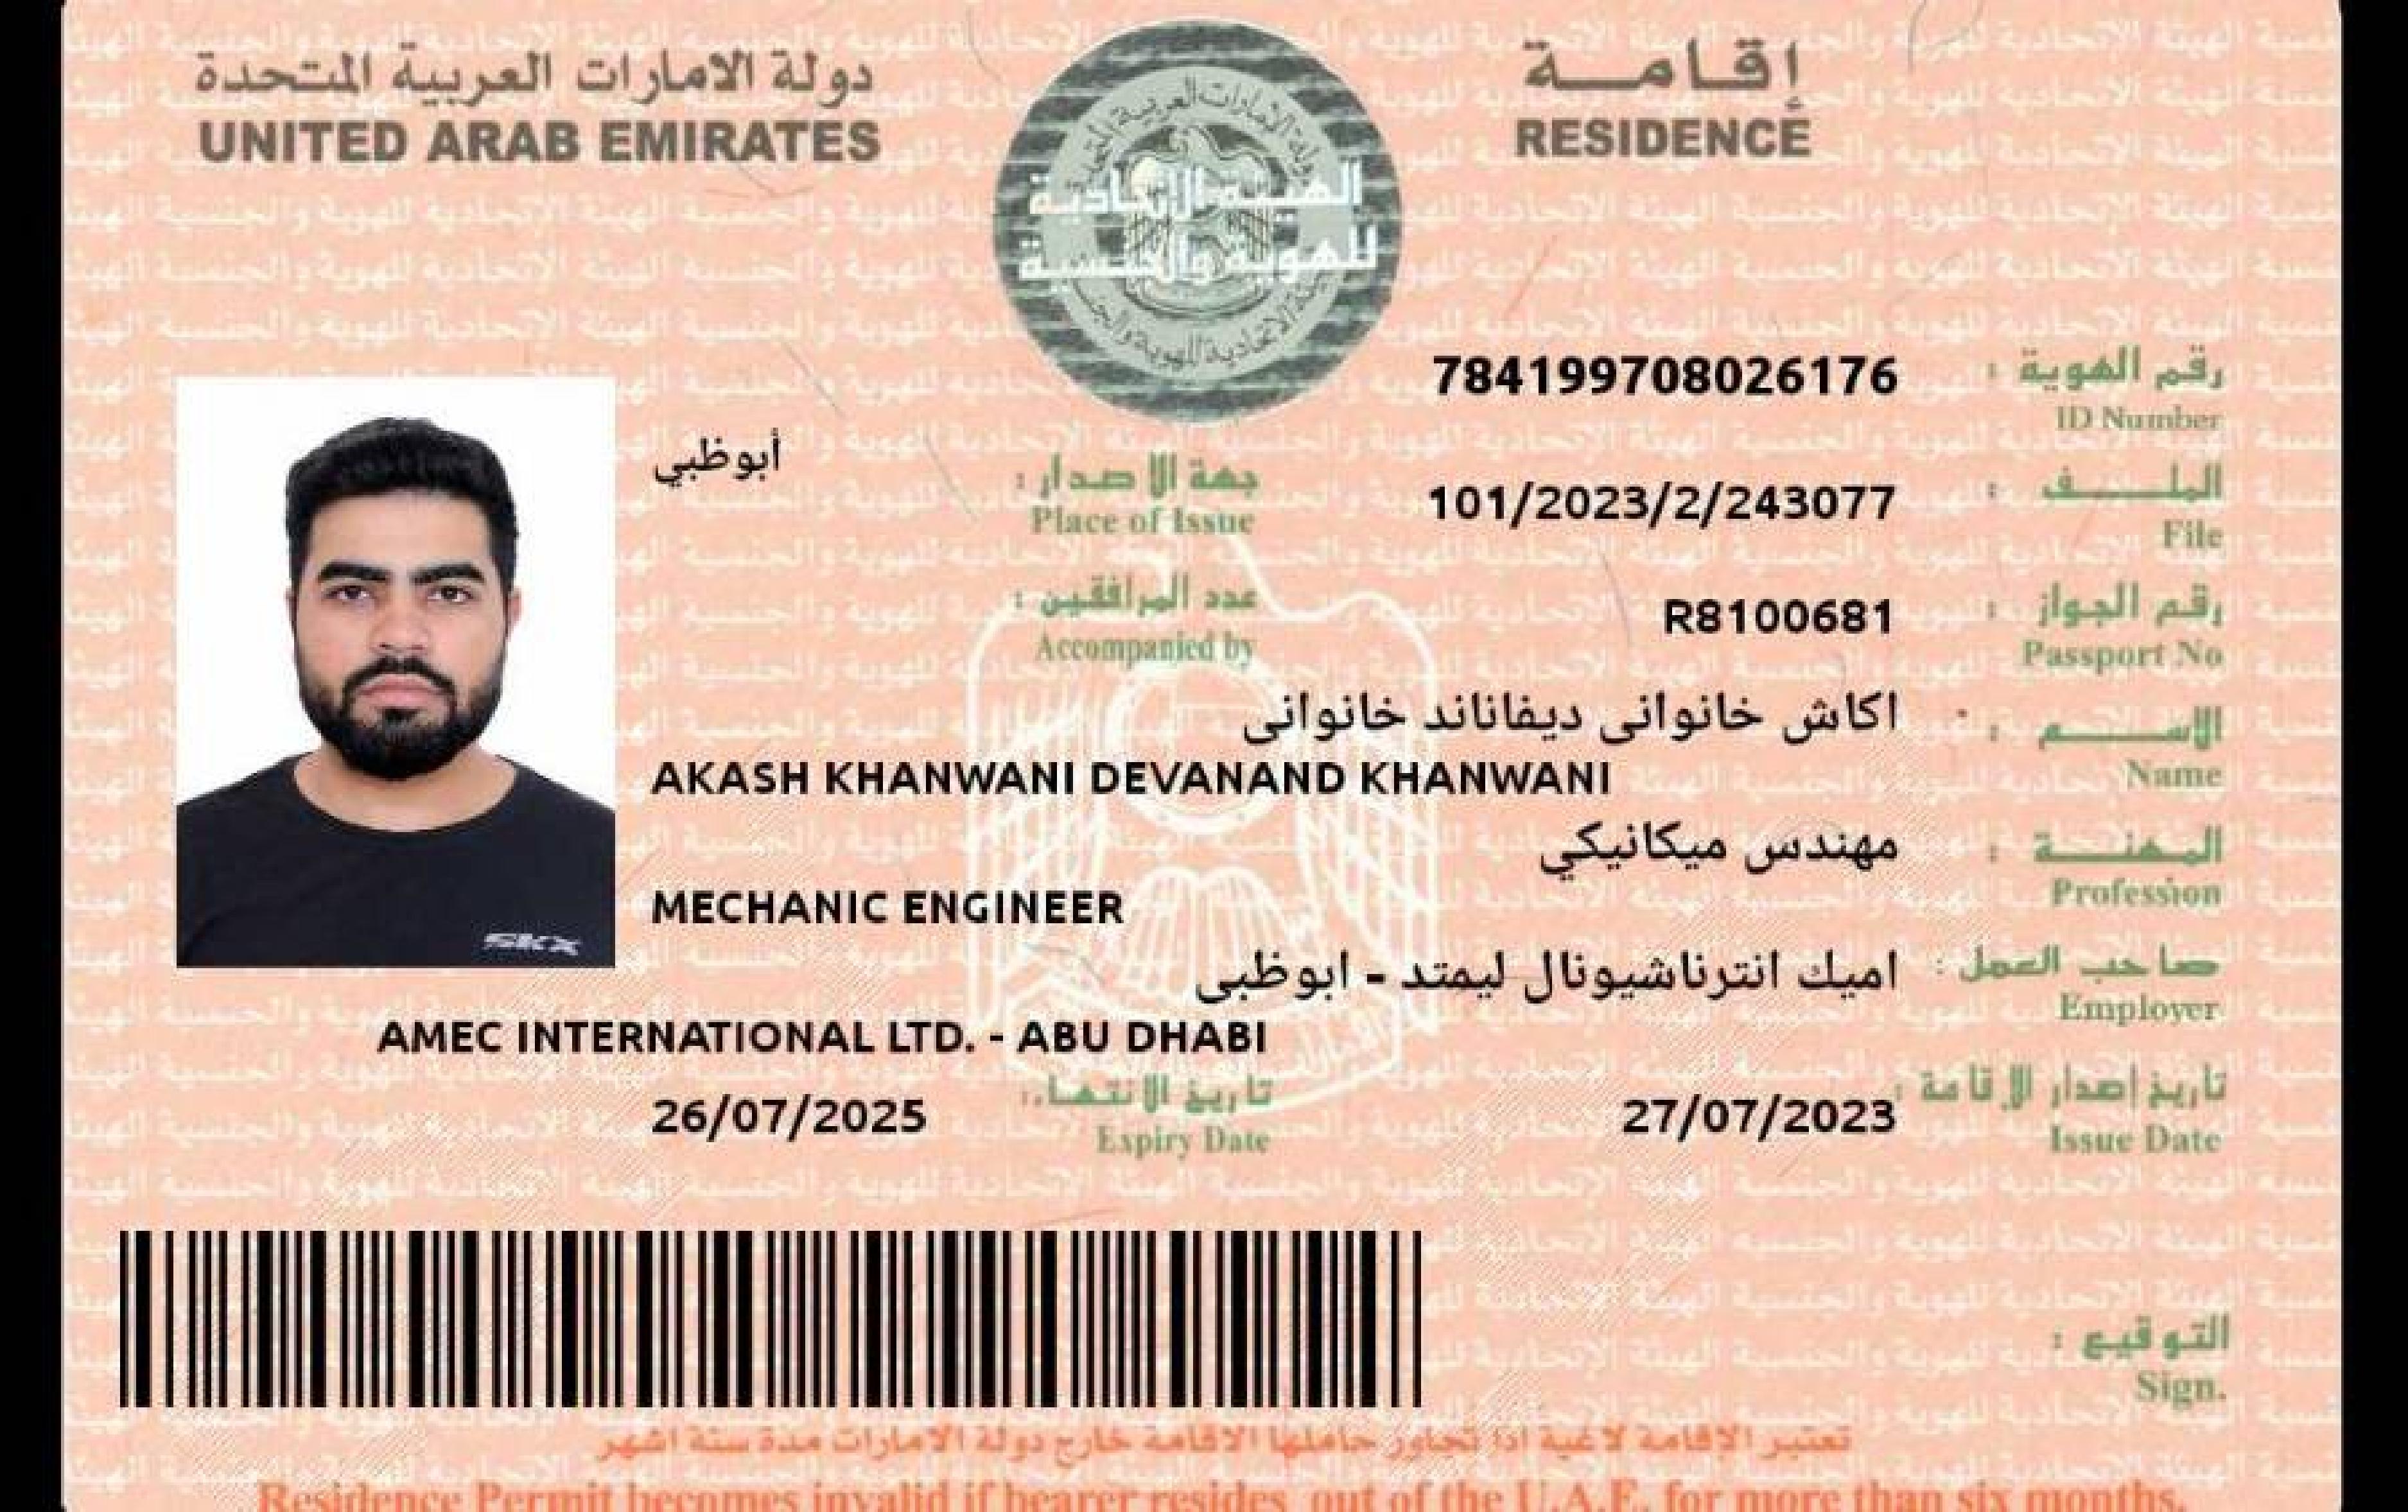 دولة الامارات العربية المتحدة
UNITED ARAB EMIRATES
إقامة
RESIDENCE
الهيئة الاتحادية
للهوية والجنسية
رقم الهوية :
784199708026176
ID Number
أبوظبي
جهة الاصدار :
Place of Issue
الملف :
101/2023/2/243077
File
عدد المرافقين :
Accompanied by
رقم الجواز :
R8100681
Passport No
الاسم :
اكاش خانوانى ديفاناند خانوانى
Name
AKASH KHANWANI DEVANAND KHANWANI
المهنة :
مهندس ميكانيكي
Profession
MECHANIC ENGINEER
صاحب العمل :
اميك انترناشيونال ليمتد - ابوظبى
Employer
AMEC INTERNATIONAL LTD. - ABU DHABI
تاريخ إصدار الإقامة :
27/07/2023
Issue Date
تاريخ الانتهاء :
26/07/2025
Expiry Date
SKX
التوقيع :
Sign.
تعتبر الإقامة لاغية اذا تجاوز حاملها الاقامة خارج دولة الامارات مدة ستة اشهر
Residence Permit becomes invalid if bearer resides out of the U.A.E. for more than six months.